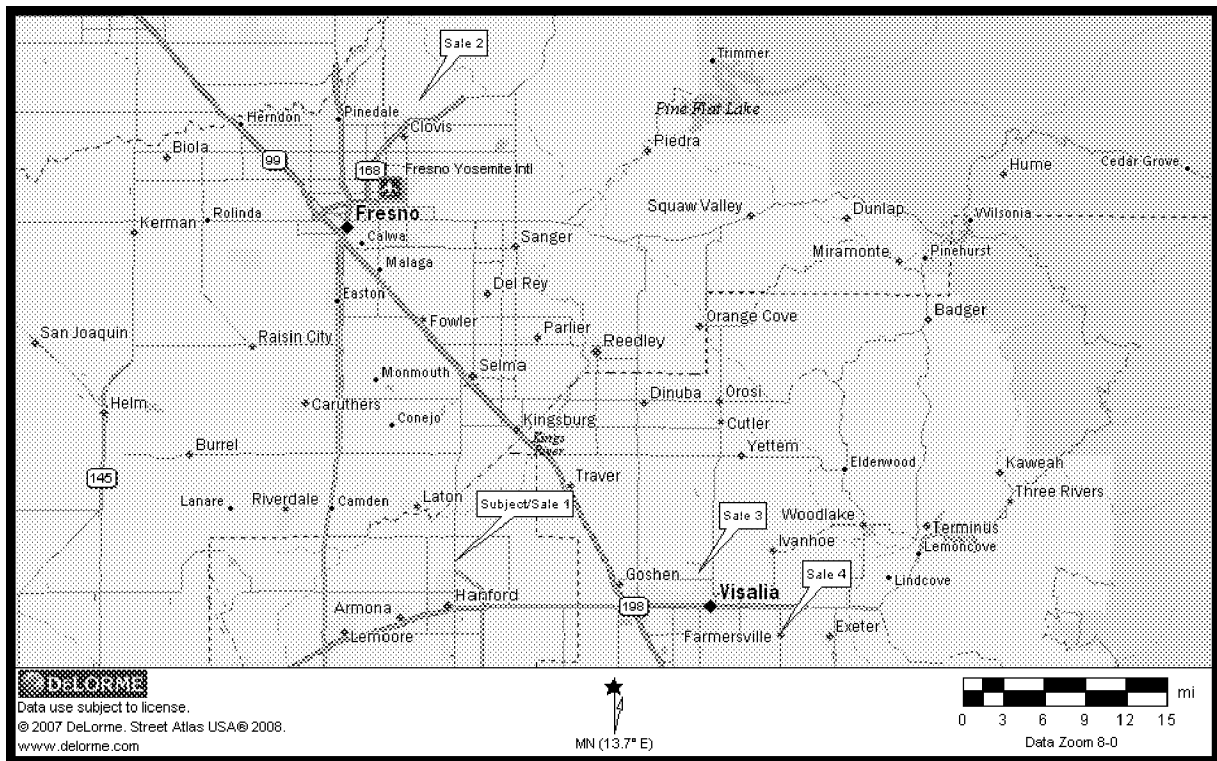 Sale 2
Trimmer
Pine Flat Lake
Herndon
Pinedale
Clovis
Biola
99
168
Fresno Yosemite Intl
Piedra
Hume
Cedar Grove
Kerman
Rolinda
Fresno
Calwa
Sanger
Squaw Valley
Dunlap
Wilsonia
Malaga
Miramonte
Pinehurst
Easton
Del Rey
San Joaquin
Raisin City
Fowler
Parlier
Reedley
Orange Cove
Badger
Monmouth
Selma
Helm
Caruthers
Conejo
Dinuba
Orosi
Kingsburg
Kings
River
Cutler
Burrel
Yettem
Elderwood
Kaweah
145
Traver
Lanare
Riverdale
Camden
Laton
Subject/Sale 1
Sale 3
Woodlake
Three Rivers
Terminus
Ivanhoe
Lemoncove
Goshen
Sale 4
Lindcove
Hanford
Armona
198
Visalia
Lemoore
Farmersville
Exeter
DeLORME
Data use subject to license.
© 2007 DeLorme. Street Atlas USA® 2008.
www.delorme.com
MN (13.7° E)
mi
0 3 6 9 12 15
Data Zoom 8-0